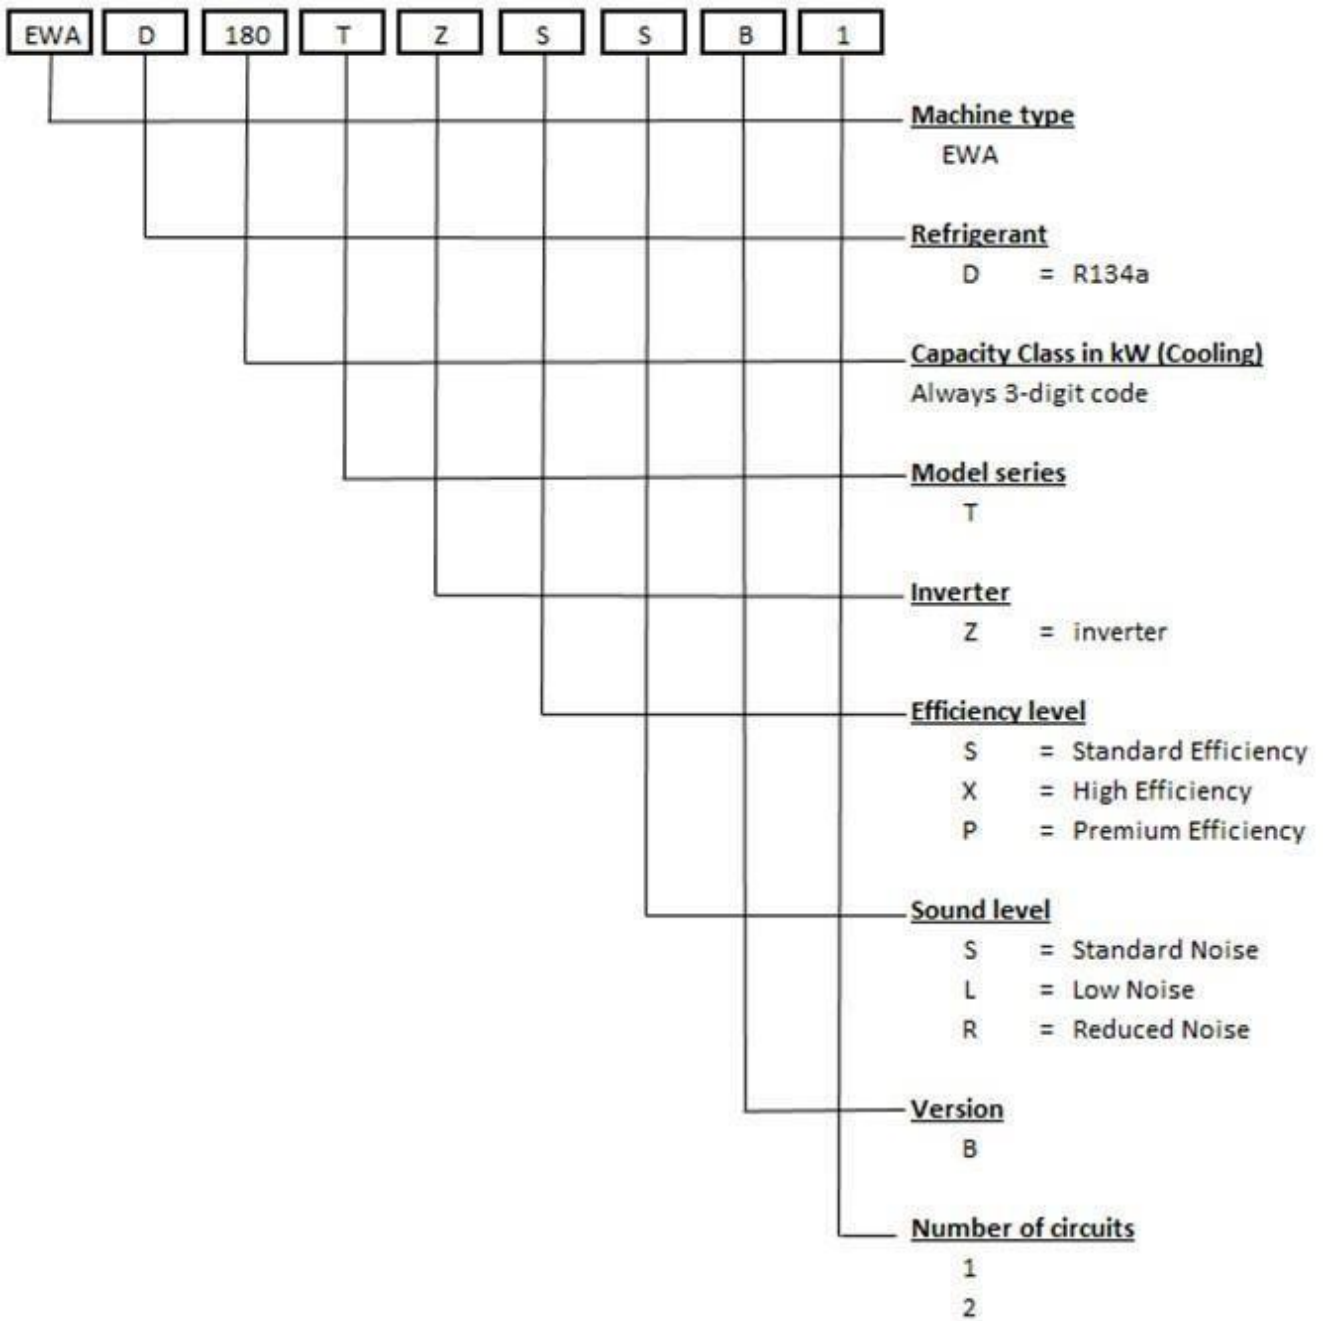 EWA D 180 T Z S S B 1
Machine type
EWA
Refrigerant
D = R134a
Capacity Class in kW (Cooling)
Always 3-digit code
Model series
T
Inverter
Z = inverter
Efficiency level
S = Standard Efficiency
X = High Efficiency
P = Premium Efficiency
Sound level
S = Standard Noise
L = Low Noise
R = Reduced Noise
Version
B
Number of circuits
1
2